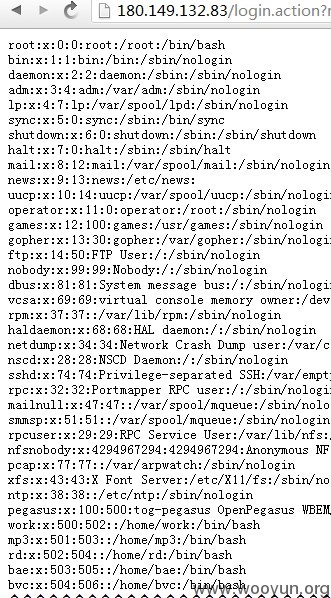 180.149.132.83/login.action?r
root:x:0:0:root:/root:/bin/bash
bin:x:1:1:bin:/bin:/sbin/nologin
daemon:x:2:2:daemon:/sbin:/sbin/nologin
adm:x:3:4:adm:/var/adm:/sbin/nologin
lp:x:4:7:lp:/var/spool/lpd:/sbin/nologin
sync:x:5:0:sync:/sbin:/bin/sync
shutdown:x:6:0:shutdown:/sbin:/sbin/shutdown
halt:x:7:0:halt:/sbin:/sbin/halt
mail:x:8:12:mail:/var/spool/mail:/sbin/nologin
news:x:9:13:news:/etc/news:
uucp:x:10:14:uucp:/var/spool/uucp:/sbin/nologi
operator:x:11:0:operator:/root:/sbin/nologin
games:x:12:100:games:/usr/games:/sbin/nologin
gopher:x:13:30:gopher:/var/gopher:/sbin/nologin
ftp:x:14:50:FTP User:/:/sbin/nologin
nobody:x:99:99:Nobody:/:/sbin/nologin
dbus:x:81:81:System message bus:/:/sbin/nologin
vcsa:x:69:69:virtual console memory owner:/dev
rpm:x:37:37::/var/lib/rpm:/sbin/nologin
haldaemon:x:68:68:HAL daemon:/:/sbin/nologin
netdump:x:34:34:Network Crash Dump user:/var/c
nscd:x:28:28:NSCD Daemon:/:/sbin/nologin
sshd:x:74:74:Privilege-separated SSH:/var/empt
rpc:x:32:32:Portmapper RPC user:/:/sbin/nologin
mailnull:x:47:47::/var/spool/mqueue:/sbin/nolo
smmsp:x:51:51::/var/spool/mqueue:/sbin/nologin
rpcuser:x:29:29:RPC Service User:/var/lib/nfs:/
nfsnobody:x:4294967294:4294967294:Anonymous NF
pcap:x:77:77::/var/arpwatch:/sbin/nologin
xfs:x:43:43:X Font Server:/etc/X11/fs:/sbin/no
ntp:x:38:38::/etc/ntp:/sbin/nologin
pegasus:x:100:500:tog-pegasus OpenPegasus WBEM
work:x:500:502::/home/work:/bin/bash
mp3:x:501:503::/home/mp3:/bin/bash
rd:x:502:504::/home/rd:/bin/bash
bae:x:503:505::/home/bae:/bin/bash
bvc:x:504:506::/home/bvc:/bin/bash
www.wooyun.org